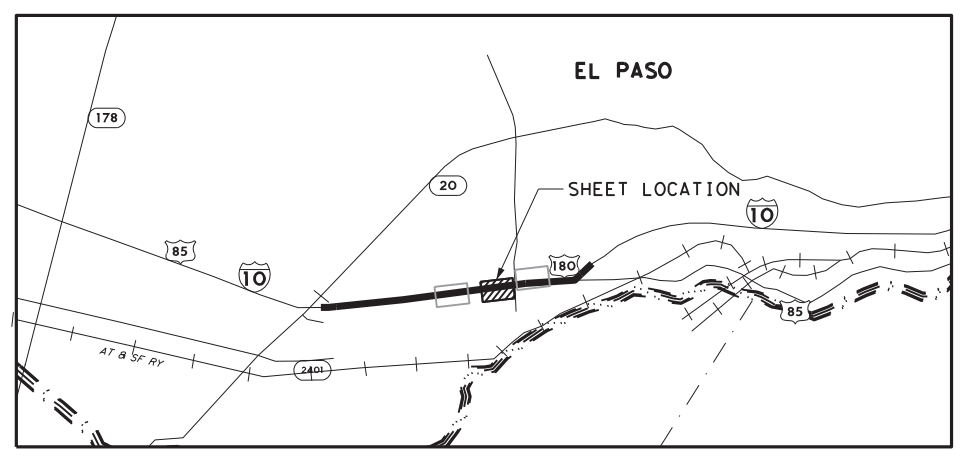 EL PASO
178
20
SHEET LOCATION
10
85
10
180
85
AT & SF RY
2401